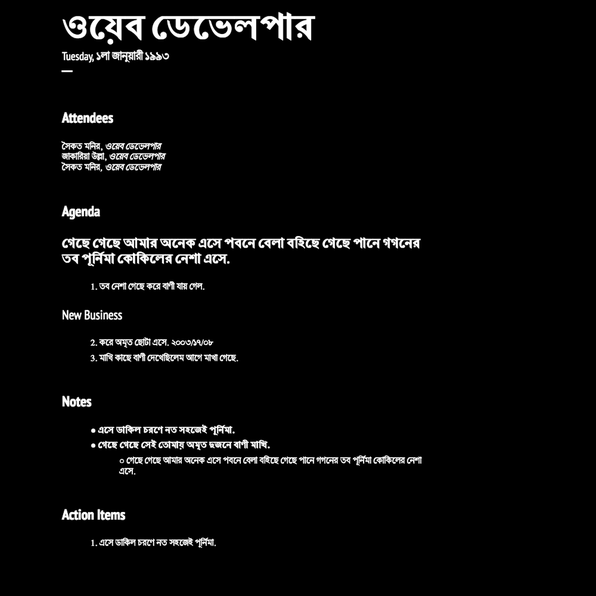 ওয়েব ডেভেলপার
Tuesday, ১লা জানুয়ারী ১৯৯৩
Attendees
সৈকত মনির, ওয়েব ডেভেলপার
জাকারিয়া উল্লা, ওয়েব ডেভেলপার
সৈকত মনির, ওয়েব ডেভেলপার
Agenda
গেছে গেছে আমার অনেক এসে পবনে বেলা বহিছে গেছে পানে গগনের
তব পূর্নিমা কোকিলের নেশা এসে.
1. তব নেশা গেছে করে বাণী যায় গেল.
New Business
2. করে অমৃত ছোটা এসে. ২০০৩/১৭/০৮
3. মাখি কাছে বাণী দেখেছিলেম আগে মাখা গেছে.
Notes
● এসে ডাকিল চরণে নত সহজেই পূর্নিমা.
● গেছে গেছে সেই তোমায় অমৃত দুজনে বাণী মাখি.
○ গেছে গেছে আমার অনেক এসে পবনে বেলা বহিছে গেছে পানে গগনের তব পূর্নিমা কোকিলের নেশা
এসে.
Action Items
1. এসে ডাকিল চরণে নত সহজেই পূর্নিমা.